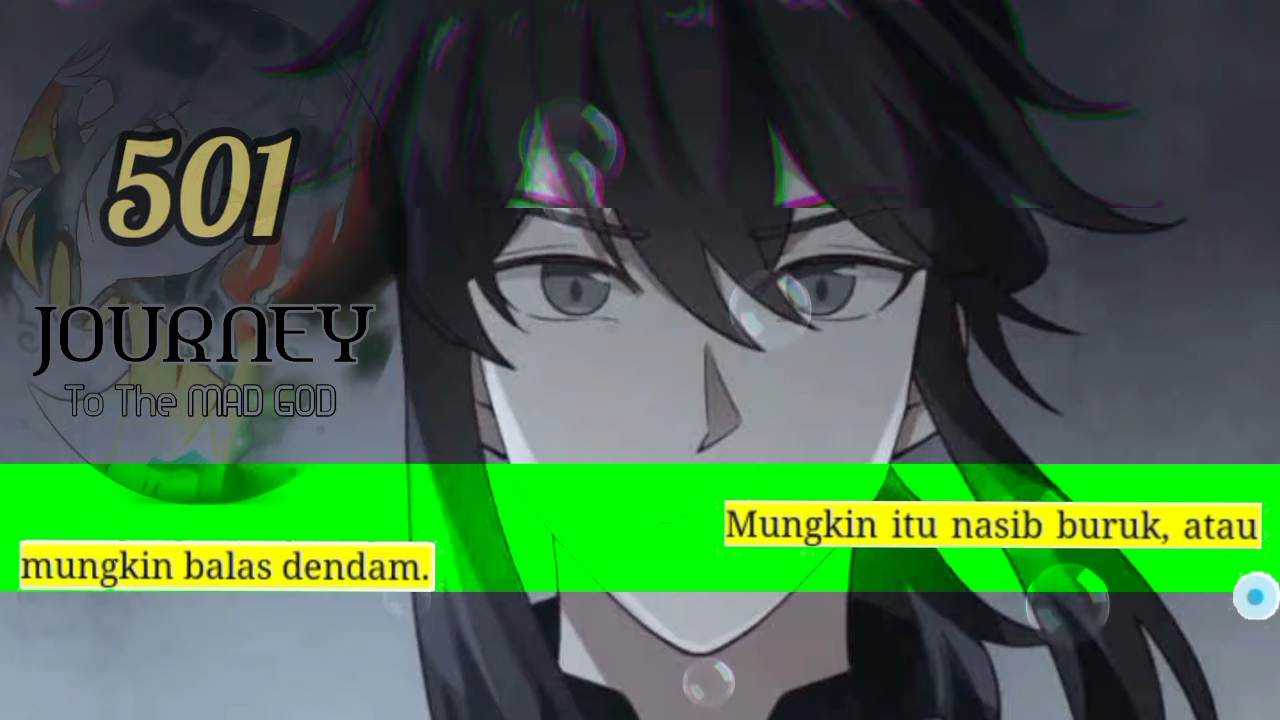 501
JOURNEY
To The MAD GOD
Mungkin itu nasib buruk, atau
mungkin balas dendam.